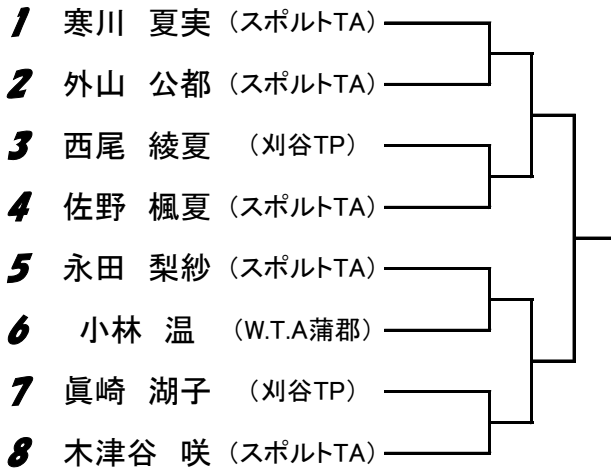 1 寒川 夏実 (スポルトTA)
2 外山 公都 (スポルトTA)
3 西尾 綾夏 (刈谷TP)
4 佐野 楓夏 (スポルトTA)
5 永田 梨紗 (スポルトTA)
6 小林 温 (W.T.A蒲郡)
7 眞崎 湖子 (刈谷TP)
8 木津谷 咲 (スポルトTA)